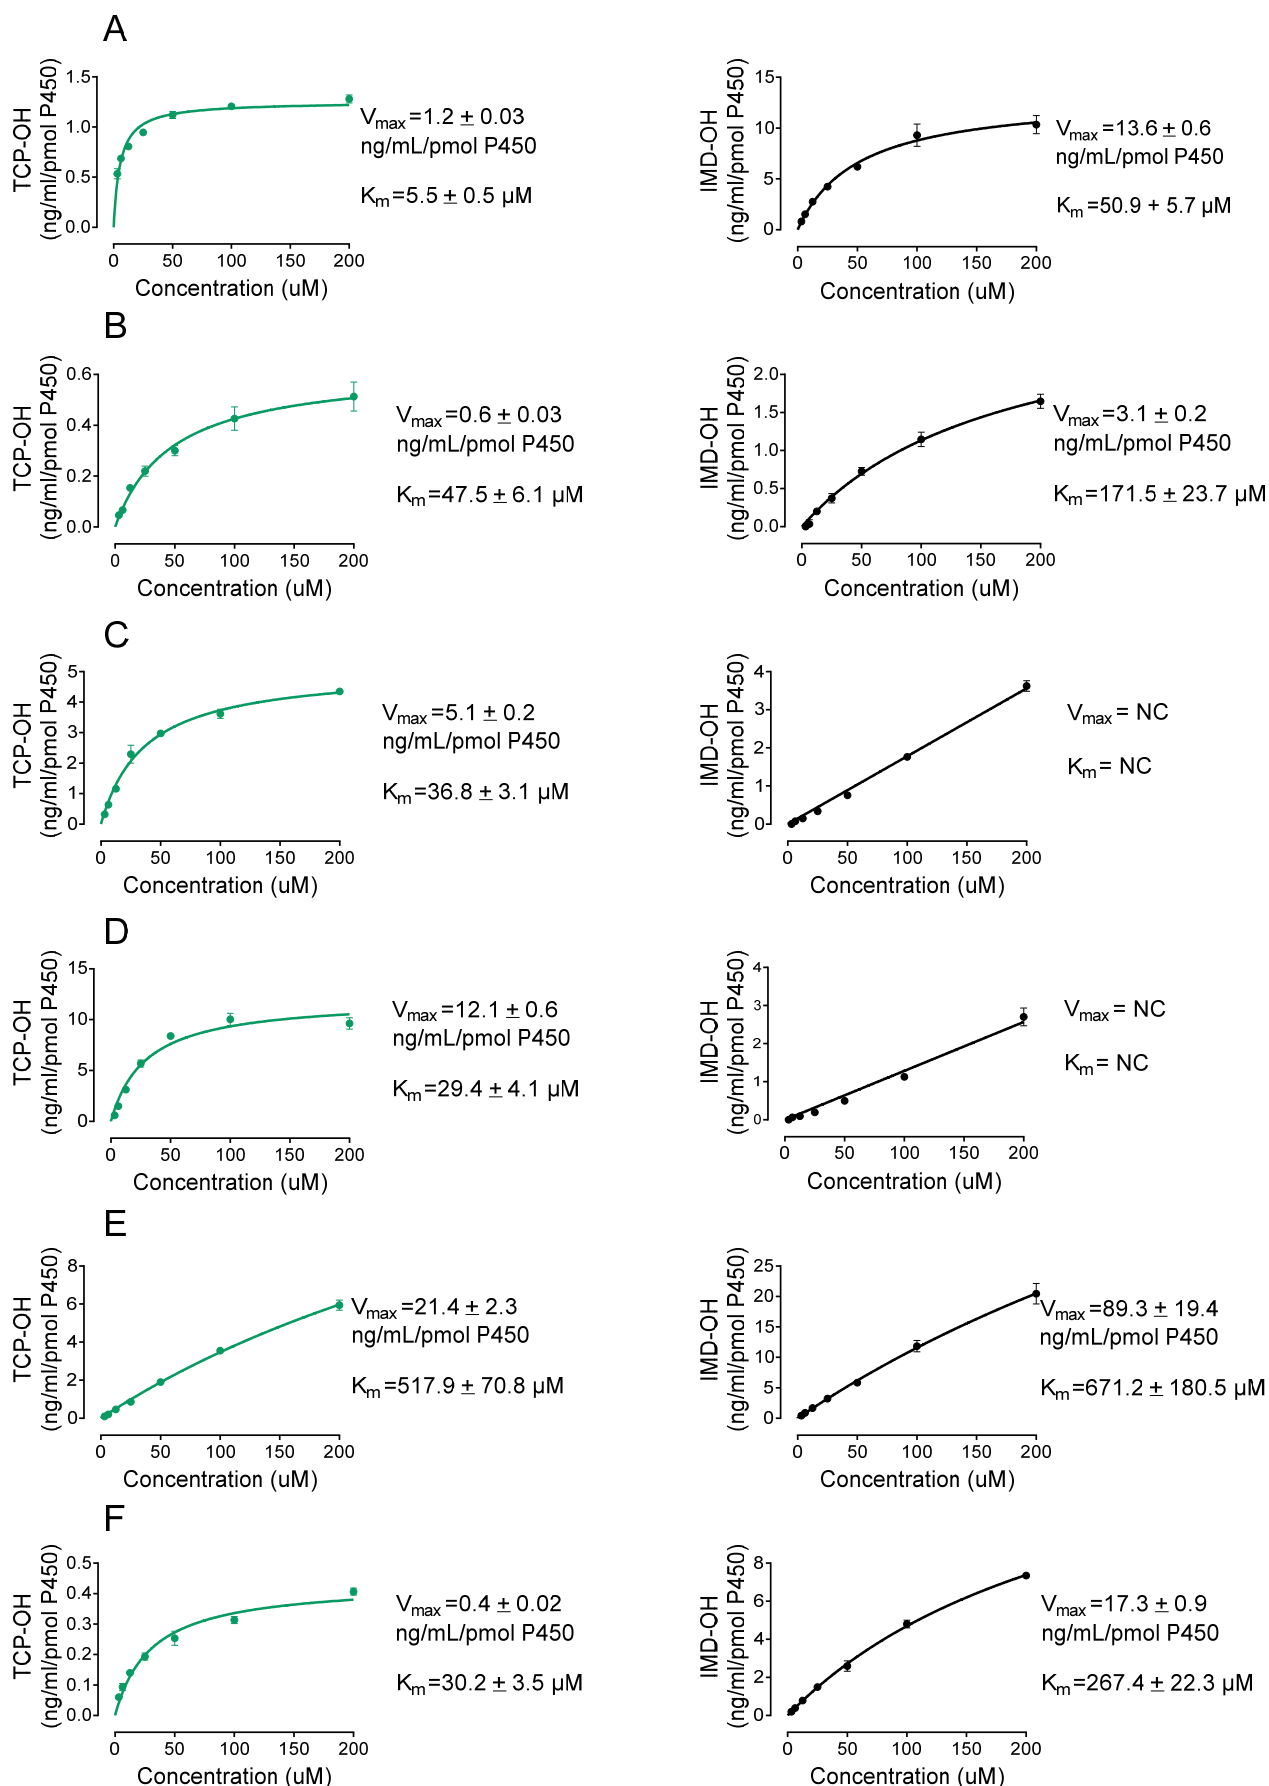 A
TCP-OH
(ng/ml/pmol P450)
1.5
1.0
0.5
0.0
0 50 100 150 200
Concentration (uM)
Vmax=1.2 ± 0.03
ng/mL/pmol P450
Km=5.5 ± 0.5 µM
IMD-OH
(ng/ml/pmol P450)
15
10
5
0
0 50 100 150 200
Concentration (uM)
Vmax=13.6 ± 0.6
ng/mL/pmol P450
Km=50.9 + 5.7 µM
B
TCP-OH
(ng/ml/pmol P450)
0.6
0.4
0.2
0.0
0 50 100 150 200
Concentration (uM)
Vmax=0.6 ± 0.03
ng/mL/pmol P450
Km=47.5 ± 6.1 µM
IMD-OH
(ng/ml/pmol P450)
2.0
1.5
1.0
0.5
0.0
0 50 100 150 200
Concentration (uM)
Vmax=3.1 ± 0.2
ng/mL/pmol P450
Km=171.5 ± 23.7 µM
C
TCP-OH
(ng/ml/pmol P450)
5
4
3
2
1
0
0 50 100 150 200
Concentration (uM)
Vmax=5.1 ± 0.2
ng/mL/pmol P450
Km=36.8 ± 3.1 µM
IMD-OH
(ng/ml/pmol P450)
4
3
2
1
0
0 50 100 150 200
Concentration (uM)
Vmax= NC
Km= NC
D
TCP-OH
(ng/ml/pmol P450)
15
10
5
0
0 50 100 150 200
Concentration (uM)
Vmax=12.1 ± 0.6
ng/mL/pmol P450
Km=29.4 ± 4.1 µM
IMD-OH
(ng/ml/pmol P450)
4
3
2
1
0
0 50 100 150 200
Concentration (uM)
Vmax= NC
Km= NC
E
TCP-OH
(ng/ml/pmol P450)
8
6
4
2
0
0 50 100 150 200
Concentration (uM)
Vmax=21.4 ± 2.3
ng/mL/pmol P450
Km=517.9 ± 70.8 µM
IMD-OH
(ng/ml/pmol P450)
25
20
15
10
5
0
0 50 100 150 200
Concentration (uM)
Vmax=89.3 ± 19.4
ng/mL/pmol P450
Km=671.2 ± 180.5 µM
F
TCP-OH
(ng/ml/pmol P450)
0.5
0.4
0.3
0.2
0.1
0.0
0 50 100 150 200
Concentration (uM)
Vmax=0.4 ± 0.02
ng/mL/pmol P450
Km=30.2 ± 3.5 µM
IMD-OH
(ng/ml/pmol P450)
8
6
4
2
0
0 50 100 150 200
Concentration (uM)
Vmax=17.3 ± 0.9
ng/mL/pmol P450
Km=267.4 ± 22.3 µM